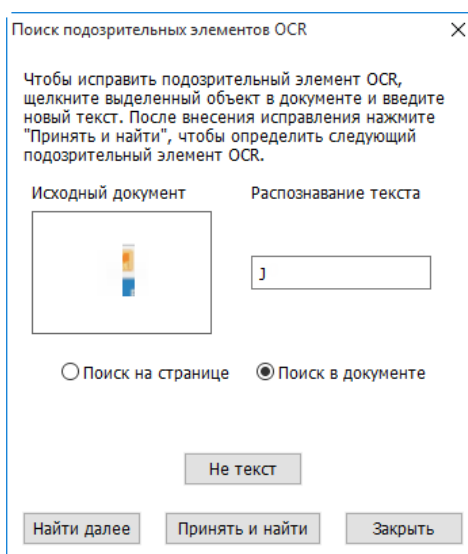 Поиск подозрительных элементов OCR
Чтобы исправить подозрительный элемент OCR,
щелкните выделенный объект в документе и введите
новый текст. После внесения исправления нажмите
"Принять и найти", чтобы определить следующий
подозрительный элемент OCR.
Исходный документ
Распознавание текста
J
Поиск на странице
Поиск в документе
Не текст
Найти далее
Принять и найти
Закрыть